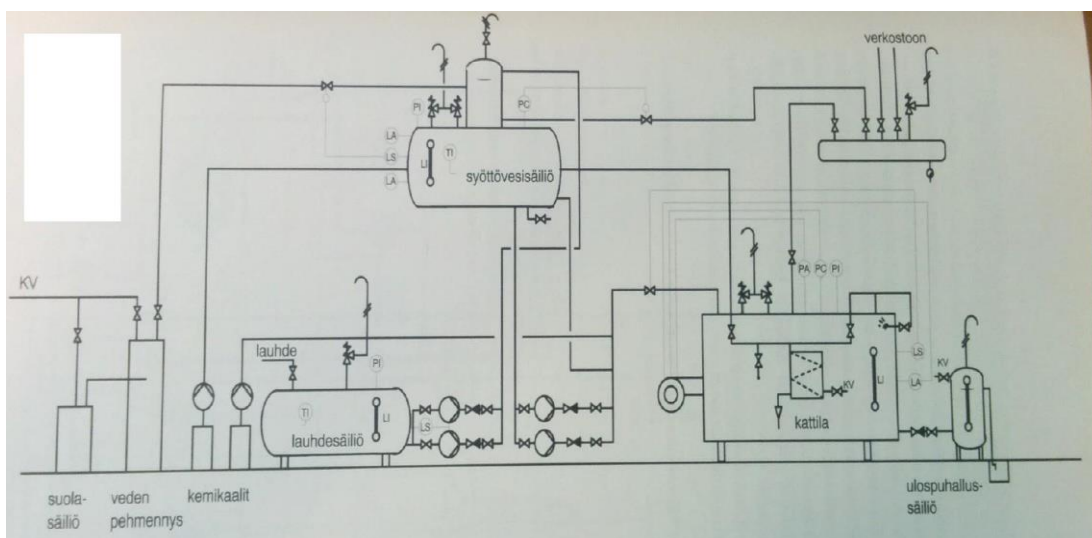 verkostoon
PI
PC
LA
LS
LA
LI
TI
syöttövesisäiliö
KV
PA
PC
PI
lauhde
PI
LS
KV
LA
LI
KV
TI
LI
LS
lauhdesäiliö
kattila
suola-
säiliö
veden
pehmennys
kemikaalit
ulospuhallus-
säiliö